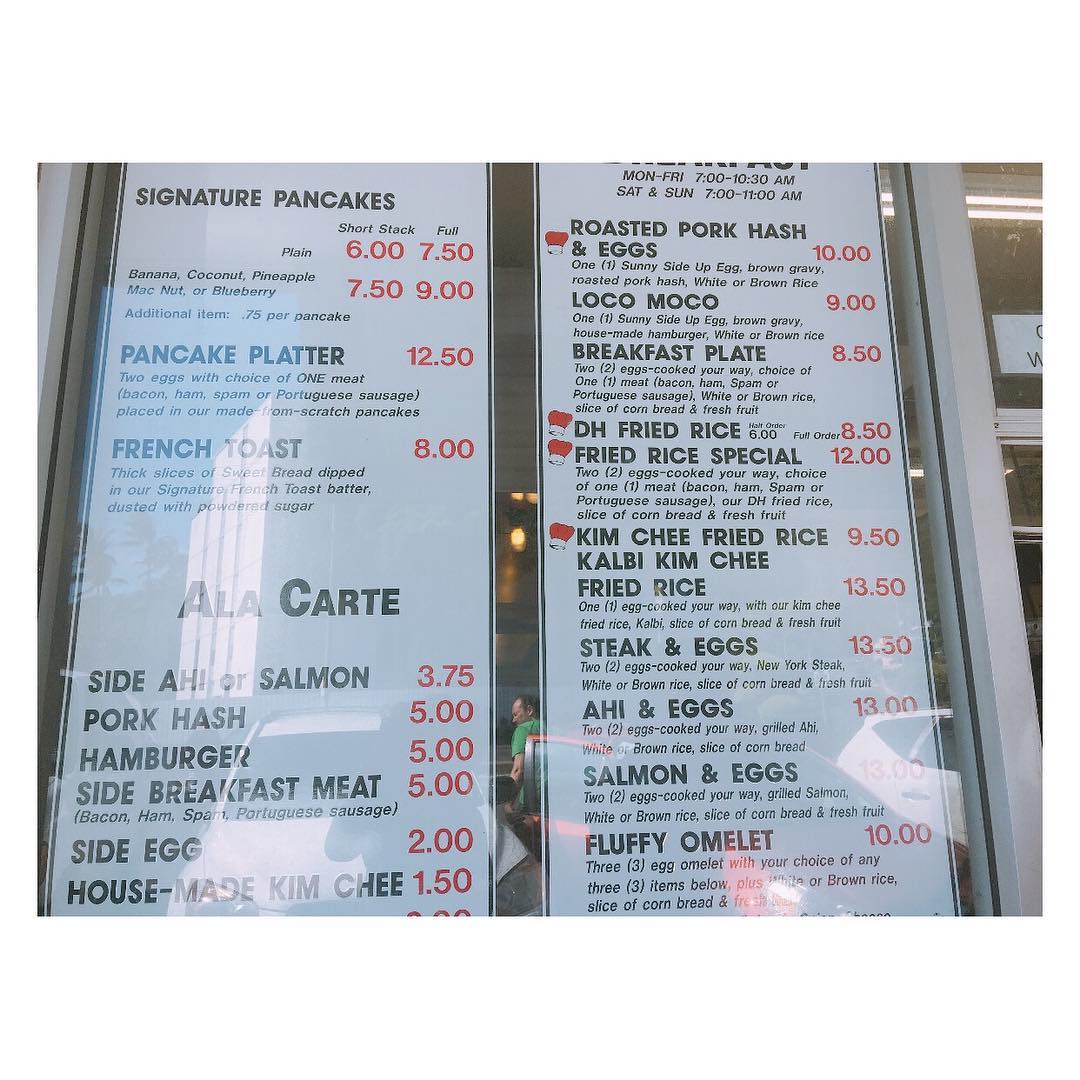 SIGNATURE PANCAKES
Short Stack Full
Plain 6.00 7.50
Banana, Coconut, Pineapple
Mac Nut, or Blueberry 7.50 9.00
Additional item: .75 per pancake
PANCAKE PLATTER 12.50
Two eggs with choice of ONE meat
(bacon, ham, spam or Portuguese sausage)
placed in our made-from-scratch pancakes
FRENCH TOAST 8.00
Thick slices of Sweet Bread dipped
in our Signature French Toast batter,
dusted with powdered sugar
ALA CARTE
SIDE AHI or SALMON 3.75
PORK HASH 5.00
HAMBURGER 5.00
SIDE BREAKFAST MEAT 5.00
(Bacon, Ham, Spam, Portuguese sausage)
SIDE EGG 2.00
HOUSE-MADE KIM CHEE 1.50
BREAKFAST
MON-FRI 7:00-10:30 AM
SAT & SUN 7:00-11:00 AM
ROASTED PORK HASH
& EGGS 10.00
One (1) Sunny Side Up Egg, brown gravy,
roasted pork hash, White or Brown Rice
LOCO MOCO 9.00
One (1) Sunny Side Up Egg, brown gravy,
house-made hamburger, White or Brown rice
BREAKFAST PLATE 8.50
Two (2) eggs-cooked your way, choice of
One (1) meat (bacon, ham, Spam or
Portuguese sausage), White or Brown rice,
slice of corn bread & fresh fruit
DH FRIED RICE Half Order 6.00 Full Order 8.50
FRIED RICE SPECIAL 12.00
Two (2) eggs-cooked your way, choice
of one (1) meat (bacon, ham, Spam or
Portuguese sausage), our DH fried rice,
slice of corn bread & fresh fruit
KIM CHEE FRIED RICE 9.50
KALBI KIM CHEE
FRIED RICE 13.50
One (1) egg-cooked your way, with our kim chee
fried rice, Kalbi, slice of corn bread & fresh fruit
STEAK & EGGS 13.50
Two (2) eggs-cooked your way, New York Steak,
White or Brown rice, slice of corn bread & fresh fruit
AHI & EGGS 13.00
Two (2) eggs-cooked your way, grilled Ahi,
White or Brown rice, slice of corn bread
SALMON & EGGS 13.00
Two (2) eggs-cooked your way, grilled Salmon,
White or Brown rice, slice of corn bread & fresh fruit
FLUFFY OMELET 10.00
Three (3) egg omelet with your choice of any
three (3) items below, plus White or Brown rice,
slice of corn bread &